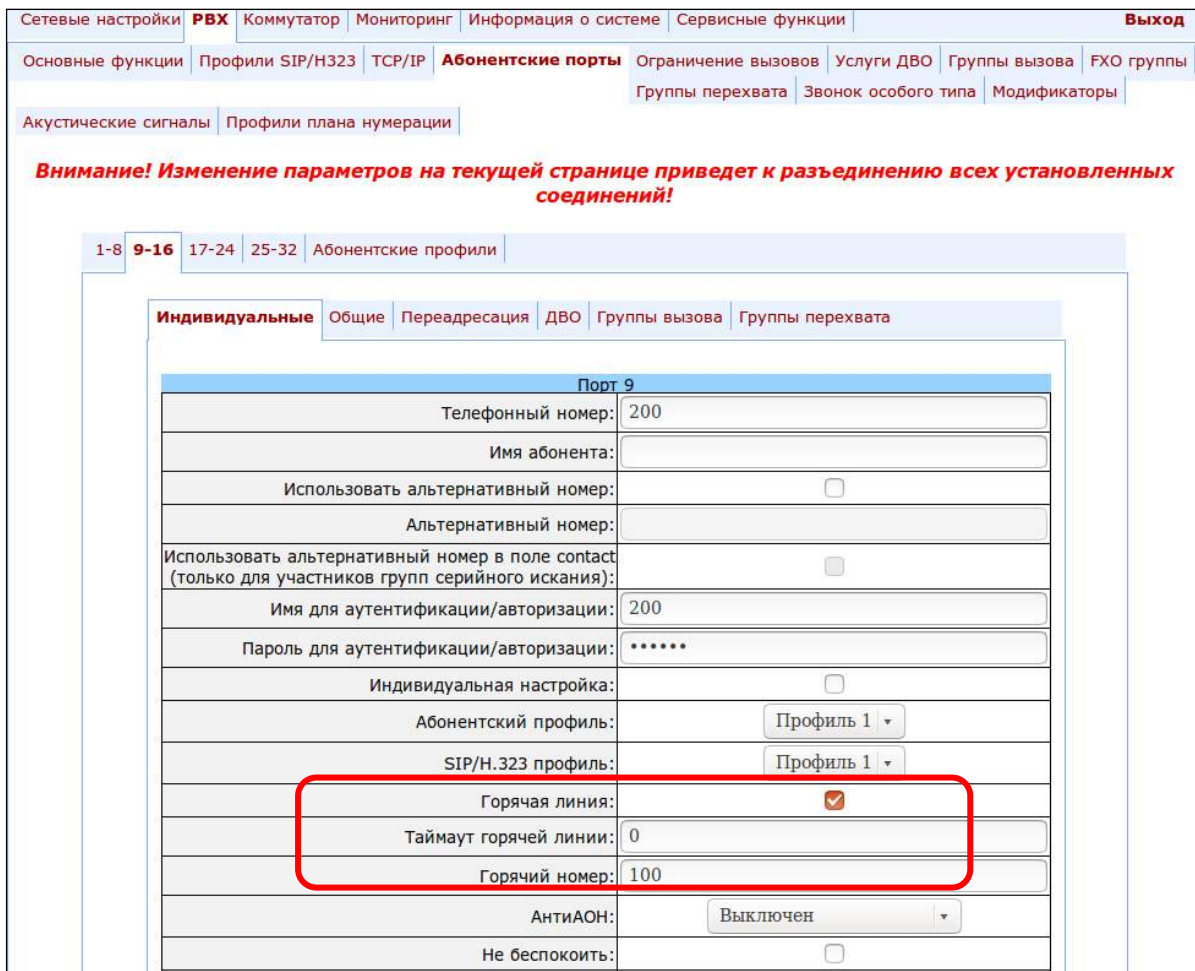 Сетевые настройки PBX Коммутатор Мониторинг Информация о системе Сервисные функции Выход
Основные функции Профили SIP/H323 TCP/IP Абонентские порты Ограничение вызовов Услуги ДВО Группы вызова FXO группы
Группы перехвата Звонок особого типа Модификаторы
Акустические сигналы Профили плана нумерации
Внимание! Изменение параметров на текущей странице приведет к разъединению всех установленных
соединений!
1-8 9-16 17-24 25-32 Абонентские профили
Индивидуальные Общие Переадресация ДВО Группы вызова Группы перехвата
Порт 9
Телефонный номер: 200
Имя абонента:
Использовать альтернативный номер:
Альтернативный номер:
Использовать альтернативный номер в поле contact
(только для участников групп серийного искания):
Имя для аутентификации/авторизации: 200
Пароль для аутентификации/авторизации: ••••••
Индивидуальная настройка:
Абонентский профиль: Профиль 1
SIP/H.323 профиль: Профиль 1
Горячая линия:
Таймаут горячей линии: 0
Горячий номер: 100
АнтиАОН: Выключен
Не беспокоить: